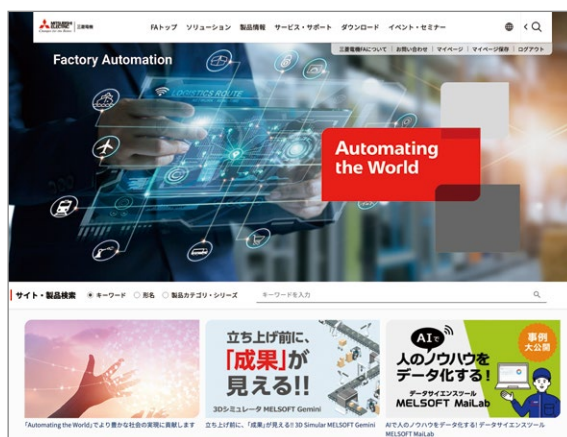 MITSUBISHI ELECTRIC
Changes for the Better
三菱電機
FAトップ ソリューション 製品情報 サービス・サポート ダウンロード イベント・セミナー
三菱電機FAについて | お問い合わせ | マイページ | マイページ保存 | ログアウト
Factory Automation
LOGISTICS ROUTE
Automating
the World
サイト・製品検索 キーワード 形名 製品カテゴリ・シリーズ キーワードを入力
立ち上げ前に、
「成果」が
見える!!
3Dシミュレータ MELSOFT Gemini
AIで
人のノウハウを
データ化する!
データサイエンスツール
MELSOFT MaiLab
事例
大公開
「Automating the World」でより豊かな社会の実現に貢献します
立ち上げ前に、「成果」が見える!! 3D Simular MELSOFT Gemini
AIで人のノウハウをデータ化する! データサイエンスツール
MELSOFT MaiLab